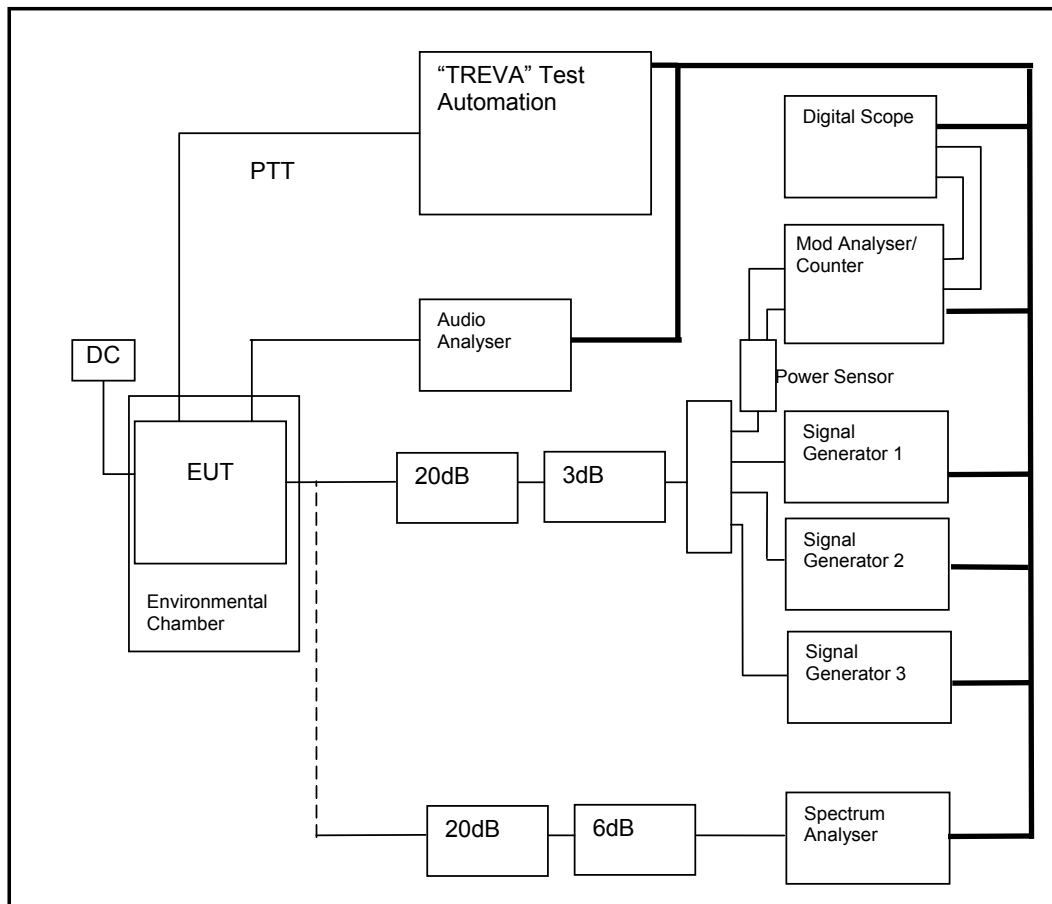 “TREVA” Test
Automation
Digital Scope
PTT
Mod Analyser/
Counter
Audio
Analyser
DC
Power Sensor
EUT
20dB
3dB
Signal
Generator 1
Signal
Generator 2
Environmental
Chamber
Signal
Generator 3
20dB
6dB
Spectrum
Analyser